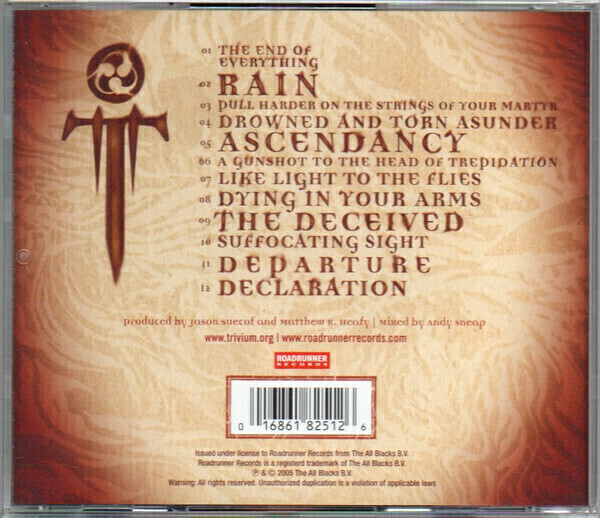 01 THE END OF
EVERYTHING
02 RAIN
03 PULL HARDER ON THE STRINGS OF YOUR MARTYR
04 DROWNED AND TORN ASUNDER
05 ASCENDANCY
06 A GUNSHOT TO THE HEAD OF TREPIDATION
07 LIKE LIGHT TO THE FLIES
08 DYING IN YOUR ARMS
09 THE DECEIVED
10 SUFFOCATING SIGHT
11 DEPARTURE
12 DECLARATION
produced by Jason Suecof and Matthew K. Heafy | Mixed by Andy Sneap
www.trivium.org | www.roadrunnerrecords.com
ROADRUNNER
RECORDS
0 16861 82512 6
Issued under license to Roadrunner Records from The All Blacks B.V.
Roadrunner Records is a registerd trademark of The All Blacks B.V.
℗ & © 2005 The All Blacks B.V.
Warning: All rights reserved. Unauthorized duplication is a violation of applicable laws